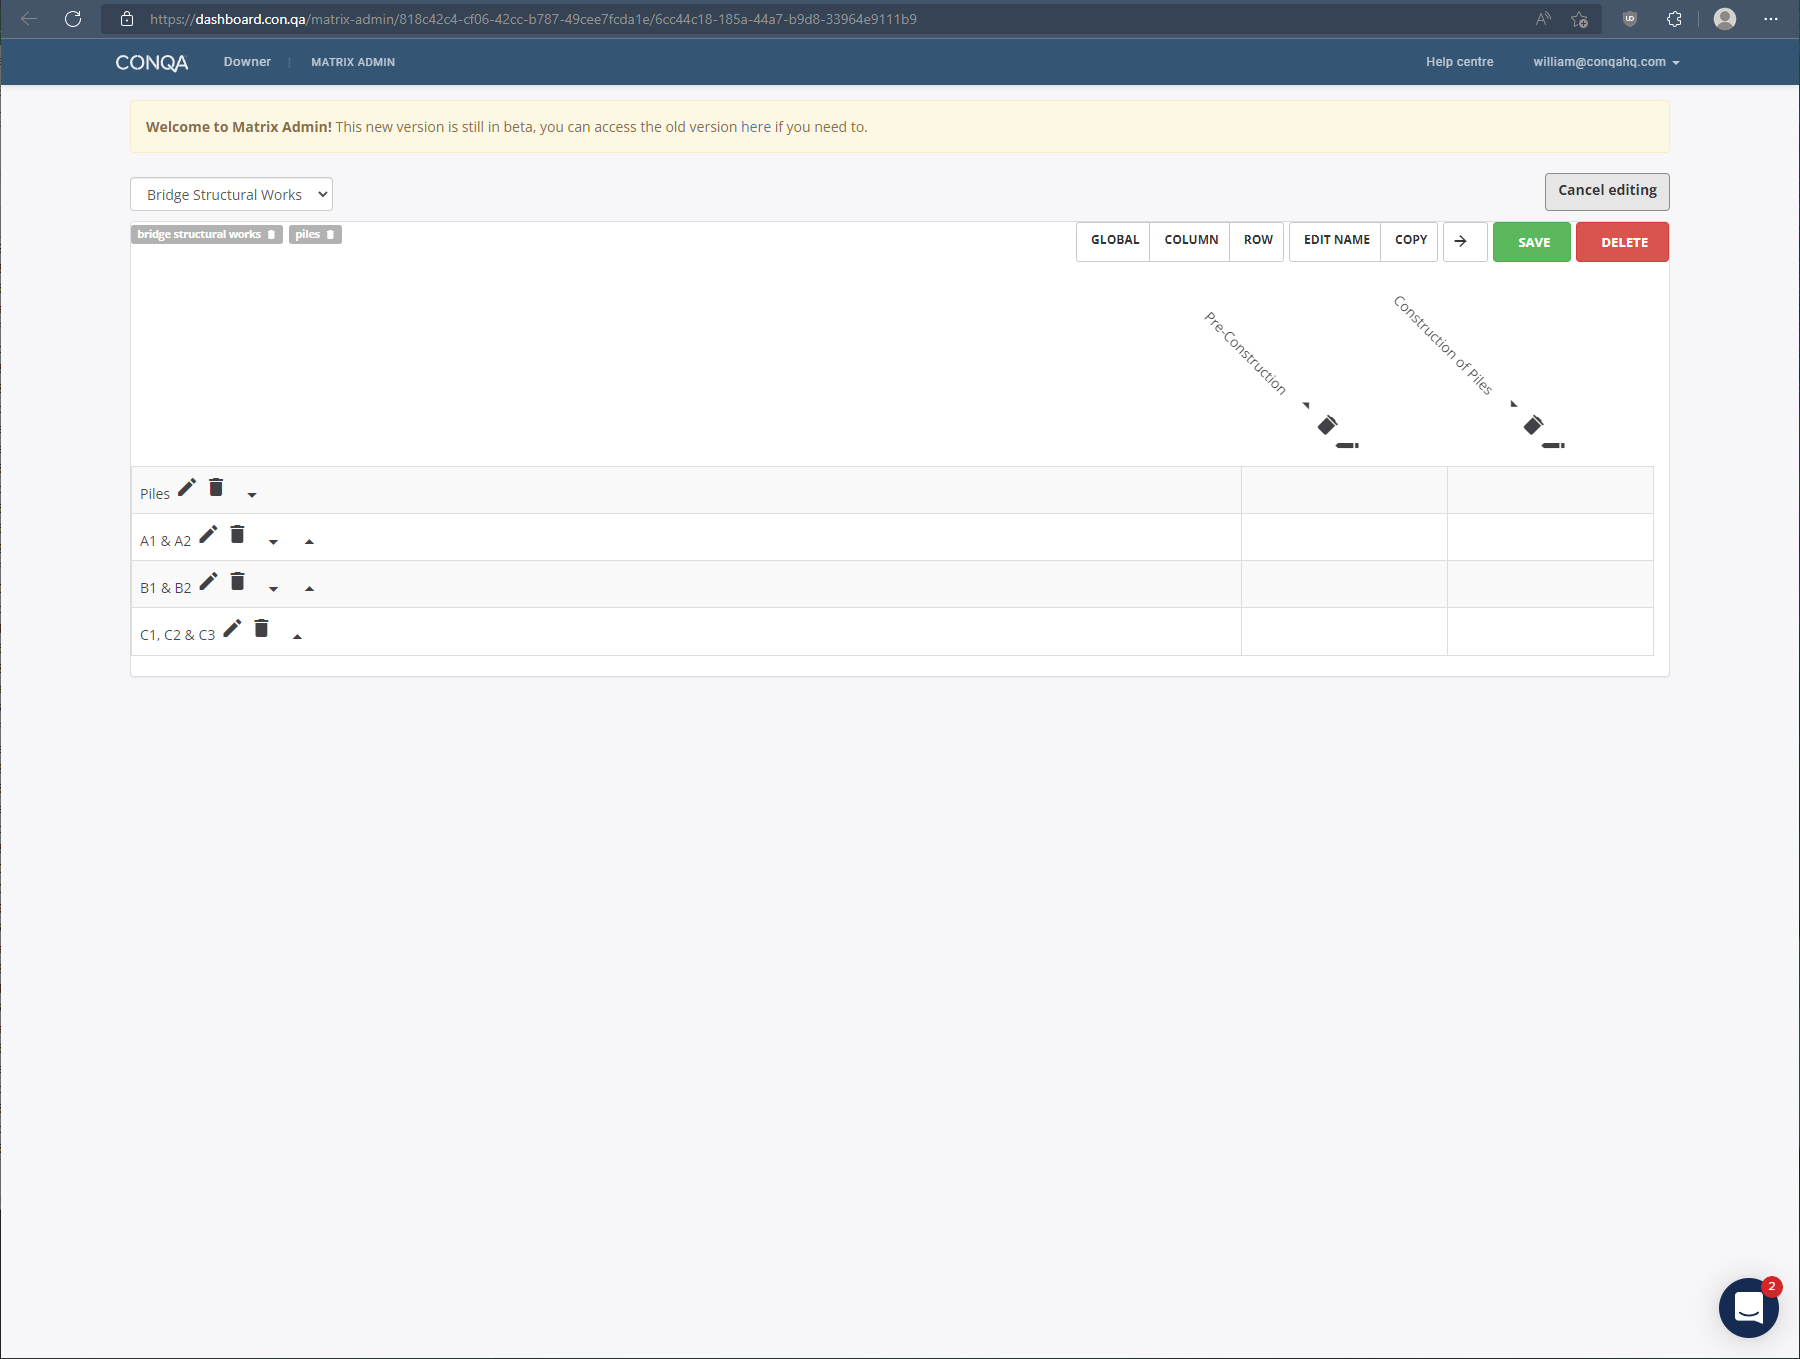 https://dashboard.con.qa/matrix-admin/818c42c4-cf06-42cc-b787-49cee7fcda1e/6cc44c18-185a-44a7-b9d8-33964e9111b9
CONQA Downer | MATRIX ADMIN Help centre william@conqahq.com
Welcome to Matrix Admin! This new version is still in beta, you can access the old version here if you need to.
Bridge Structural Works Cancel editing
bridge structural works piles GLOBAL COLUMN ROW EDIT NAME COPY SAVE DELETE
Pre-Construction
Construction of Piles
Piles
A1 & A2
B1 & B2
C1, C2 & C3
2